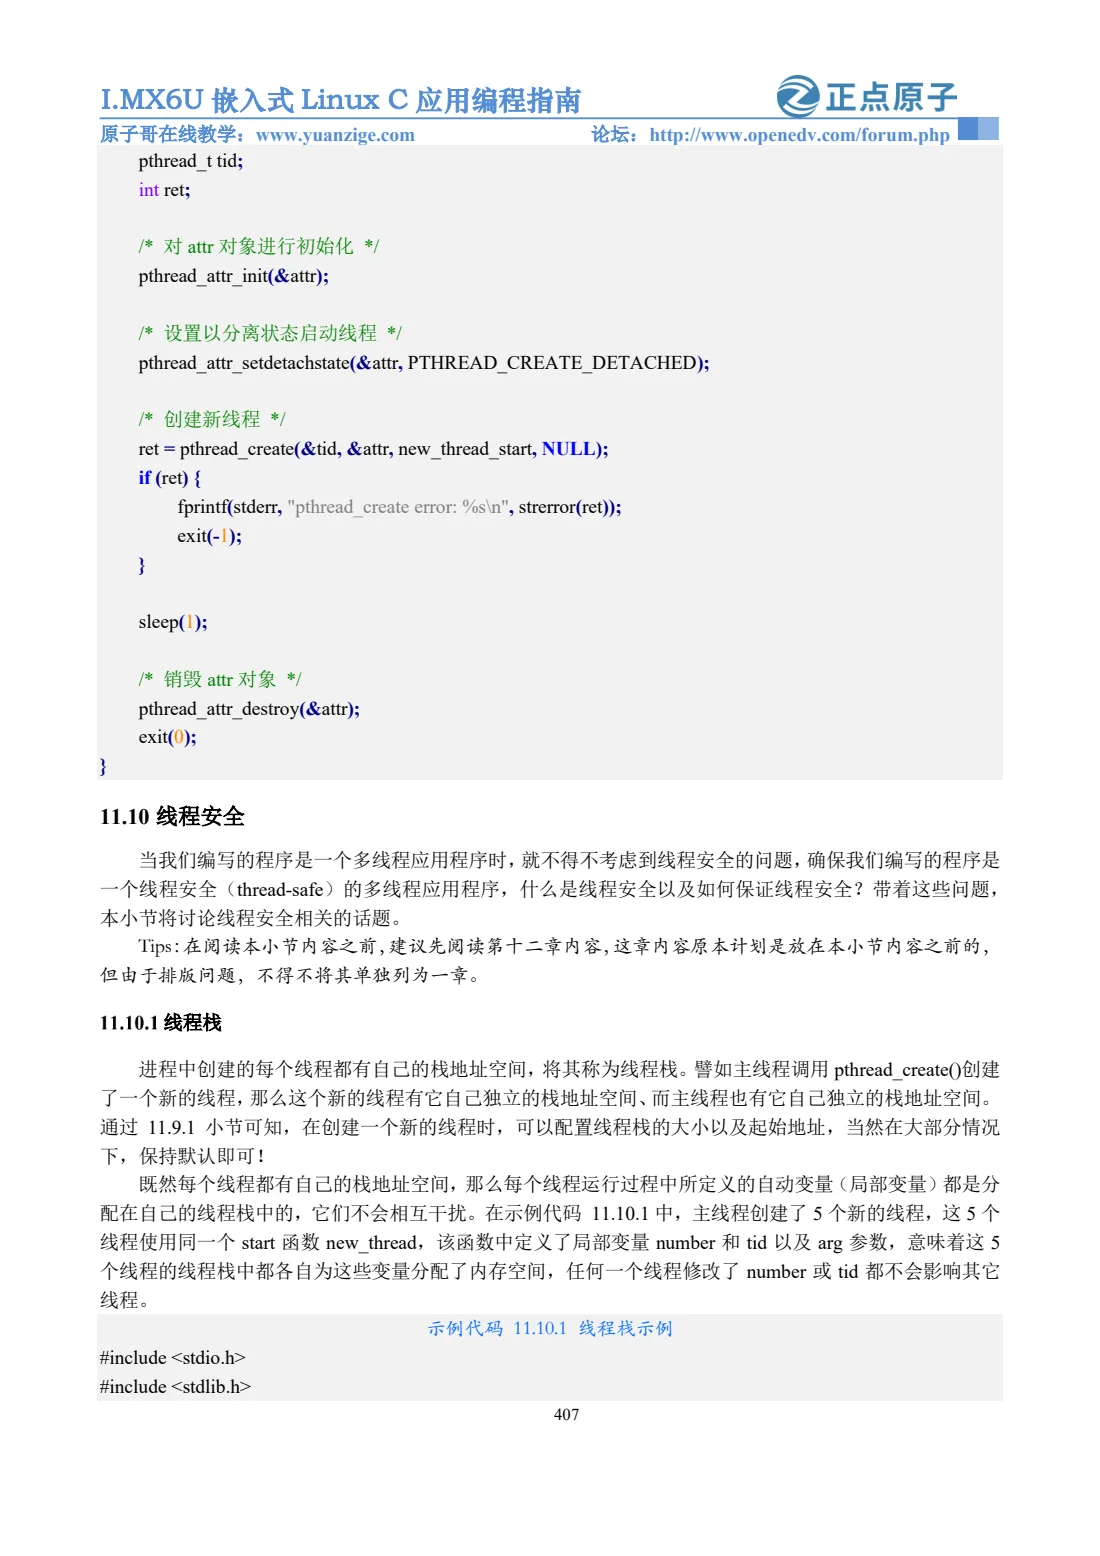 I.MX6U 嵌入式 Linux C 应用编程指南
正点原子
原子哥在线教学：www.yuanzige.com 论坛：http://www.openedv.com/forum.php
pthread_t tid;
int ret;
/* 对 attr 对象进行初始化 */
pthread_attr_init(&attr);
/* 设置以分离状态启动线程 */
pthread_attr_setdetachstate(&attr, PTHREAD_CREATE_DETACHED);
/* 创建新线程 */
ret = pthread_create(&tid, &attr, new_thread_start, NULL);
if (ret) {
fprintf(stderr, "pthread_create error: %s\n", strerror(ret));
exit(-1);
}
sleep(1);
/* 销毁 attr 对象 */
pthread_attr_destroy(&attr);
exit(0);
}
11.10 线程安全
当我们编写的程序是一个多线程应用程序时，就不得不考虑到线程安全的问题，确保我们编写的程序是
一个线程安全（thread-safe）的多线程应用程序，什么是线程安全以及如何保证线程安全？带着这些问题，
本小节将讨论线程安全相关的话题。
Tips：在阅读本小节内容之前，建议先阅读第十二章内容，这章内容原本计划是放在本小节内容之前的，
但由于排版问题，不得不将其单独列为一章。
11.10.1 线程栈
进程中创建的每个线程都有自己的栈地址空间，将其称为线程栈。譬如主线程调用 pthread_create()创建
了一个新的线程，那么这个新的线程有它自己独立的栈地址空间、而主线程也有它自己独立的栈地址空间。
通过 11.9.1 小节可知，在创建一个新的线程时，可以配置线程栈的大小以及起始地址，当然在大部分情况
下，保持默认即可！
既然每个线程都有自己的栈地址空间，那么每个线程运行过程中所定义的自动变量（局部变量）都是分
配在自己的线程栈中的，它们不会相互干扰。在示例代码 11.10.1 中，主线程创建了 5 个新的线程，这 5 个
线程使用同一个 start 函数 new_thread，该函数中定义了局部变量 number 和 tid 以及 arg 参数，意味着这 5
个线程的线程栈中都各自为这些变量分配了内存空间，任何一个线程修改了 number 或 tid 都不会影响其它
线程。
示例代码 11.10.1 线程栈示例
#include <stdio.h>
#include <stdlib.h>
407